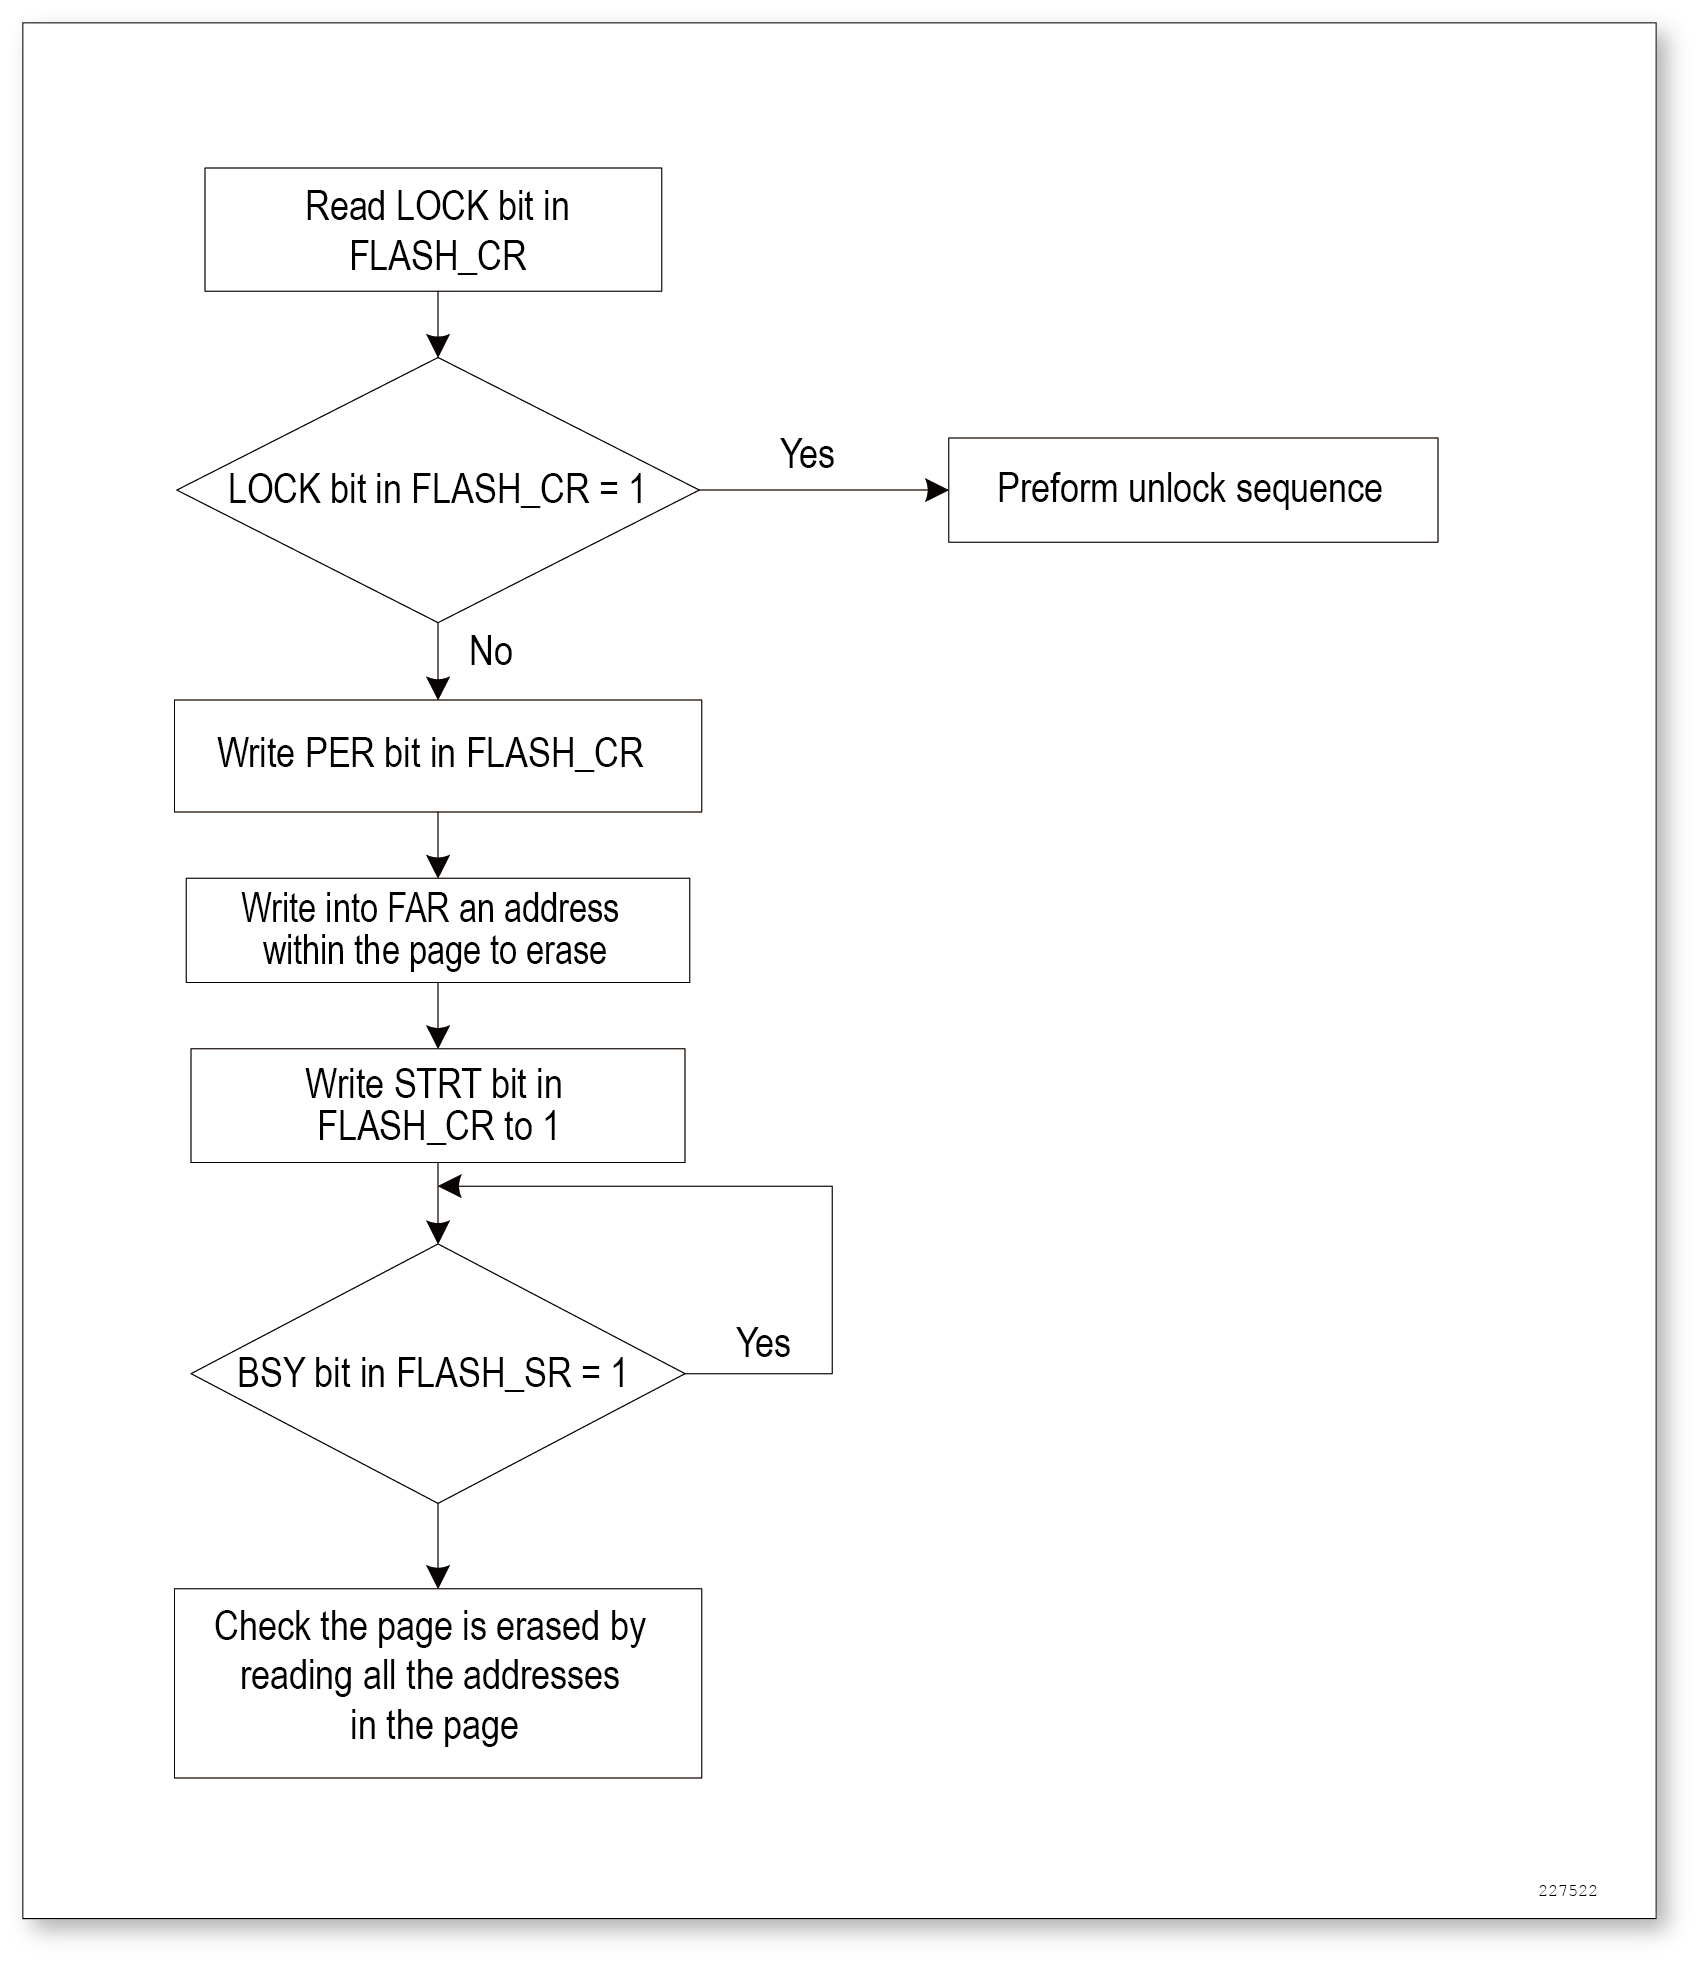 Read LOCK bit in
FLASH_CR
LOCK bit in FLASH_CR = 1
Yes
Preform unlock sequence
No
Write PER bit in FLASH_CR
Write into FAR an address
within the page to erase
Write STRT bit in
FLASH_CR to 1
BSY bit in FLASH_SR = 1
Yes
Check the page is erased by
reading all the addresses
in the page
227522